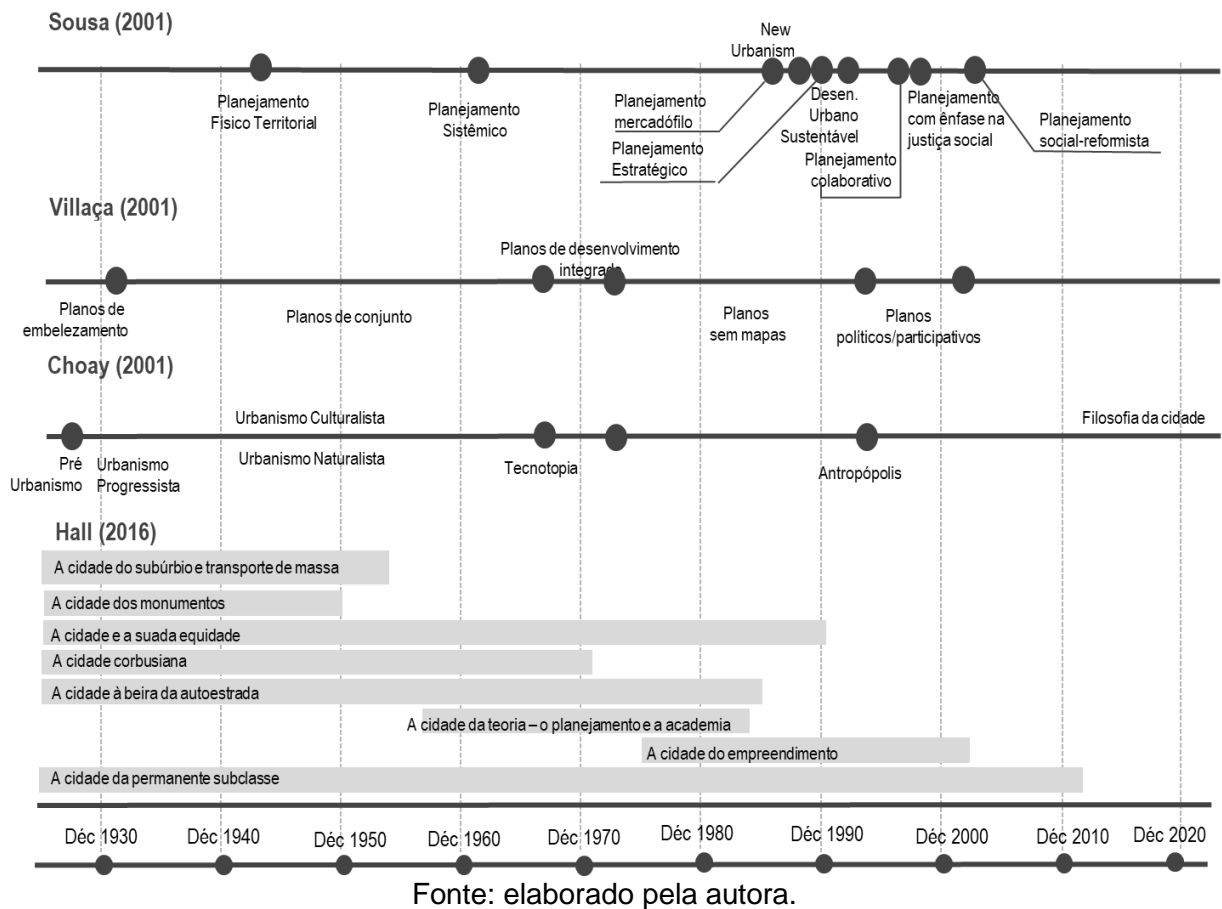 Sousa (2001)
New
Urbanism
Planejamento
Físico Territorial
Planejamento
Sistêmico
Planejamento
mercadófilo
Planejamento
Estratégico
Desen.
Urbano
Sustentável
Planejamento
colaborativo
Planejamento
com ênfase na
justiça social
Planejamento
social-reformista
Villaça (2001)
Planos de
embelezamento
Planos de conjunto
Planos de desenvolvimento
integrado
Planos
sem mapas
Planos
políticos/participativos
Choay (2001)
Pré
Urbanismo
Urbanismo
Progressista
Urbanismo Culturalista
Urbanismo Naturalista
Tecnotopia
Antropópolis
Filosofia da cidade
Hall (2016)
A cidade do subúrbio e transporte de massa
A cidade dos monumentos
A cidade e a suada equidade
A cidade corbusiana
A cidade à beira da autoestrada
A cidade da teoria – o planejamento e a academia
A cidade do empreendimento
A cidade da permanente subclasse
Déc 1930 Déc 1940 Déc 1950 Déc 1960 Déc 1970 Déc 1980 Déc 1990 Déc 2000 Déc 2010 Déc 2020
Fonte: elaborado pela autora.